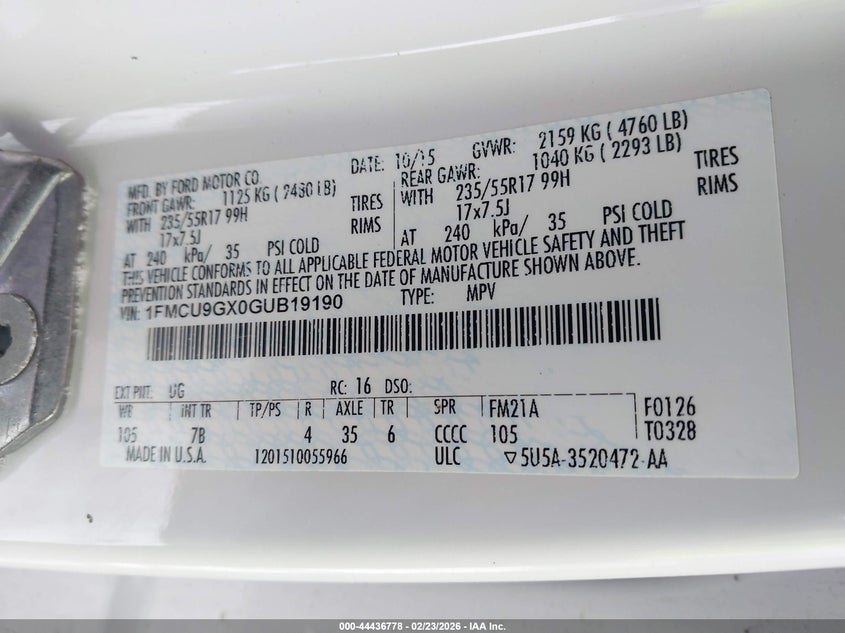 MFD. BY FORD MOTOR CO.
DATE: 10/15 GVWR: 2159 KG ( 4760 LB)
FRONT GAWR: 1125 KG ( 2480 LB)
REAR GAWR: 1040 KG ( 2293 LB)
WITH 235/55R17 99H TIRES
WITH 235/55R17 99H TIRES
17x7.5J RIMS
17x7.5J RIMS
AT 240 kPa/ 35 PSI COLD
AT 240 kPa/ 35 PSI COLD
THIS VEHICLE CONFORMS TO ALL APPLICABLE FEDERAL MOTOR VEHICLE SAFETY AND THEFT
PREVENTION STANDARDS IN EFFECT ON THE DATE OF MANUFACTURE SHOWN ABOVE.
VIN: 1FMCU9GX0GUB19190 TYPE: MPV
EXT PNT: UG RC: 16 DSO:
WB INT TR TP/PS R AXLE TR SPR FM21A F0126
105 7B 4 35 6 CCCC 105 T0328
MADE IN U.S.A. 1201510055966 ULC ▽5U5A-3520472-AA
000-44436778 - 02/23/2026 - IAA Inc.